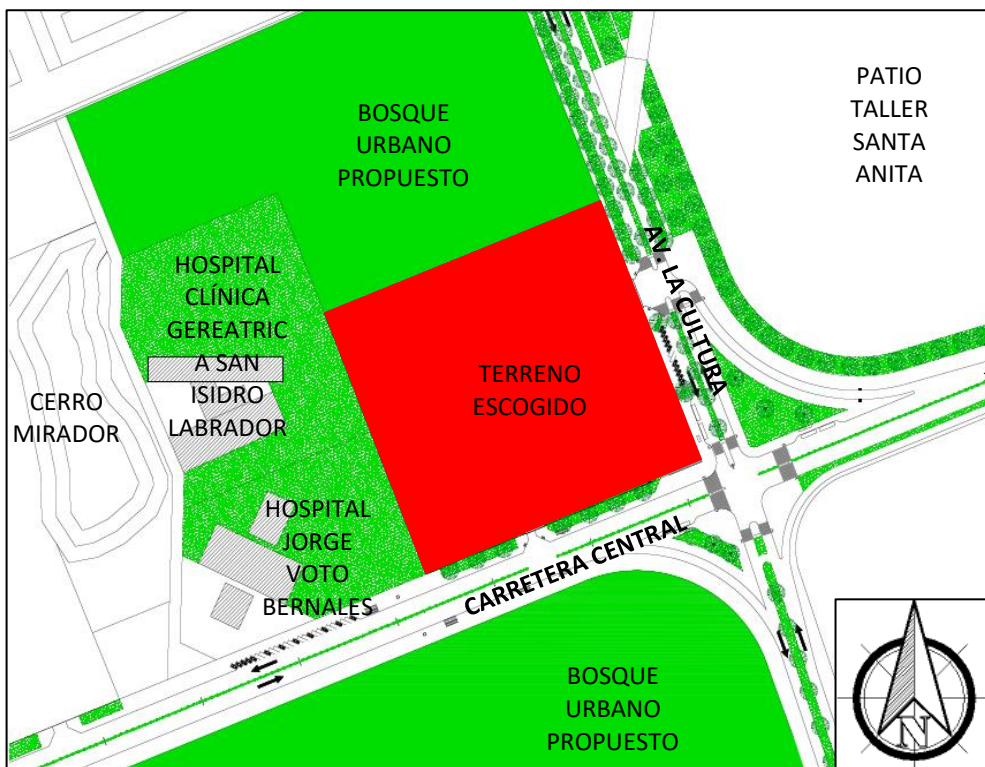 BOSQUE
URBANO
PROPUESTO
PATIO
TALLER
SANTA
ANITA
AV. LA CULTURA
HOSPITAL
CLÍNICA
GEREATRIC
A SAN
ISIDRO
LABRADOR
TERRENO
ESCOGIDO
CERRO
MIRADOR
HOSPITAL
JORGE
VOTO
BERNALES
CARRETERA CENTRAL
BOSQUE
URBANO
PROPUESTO
N